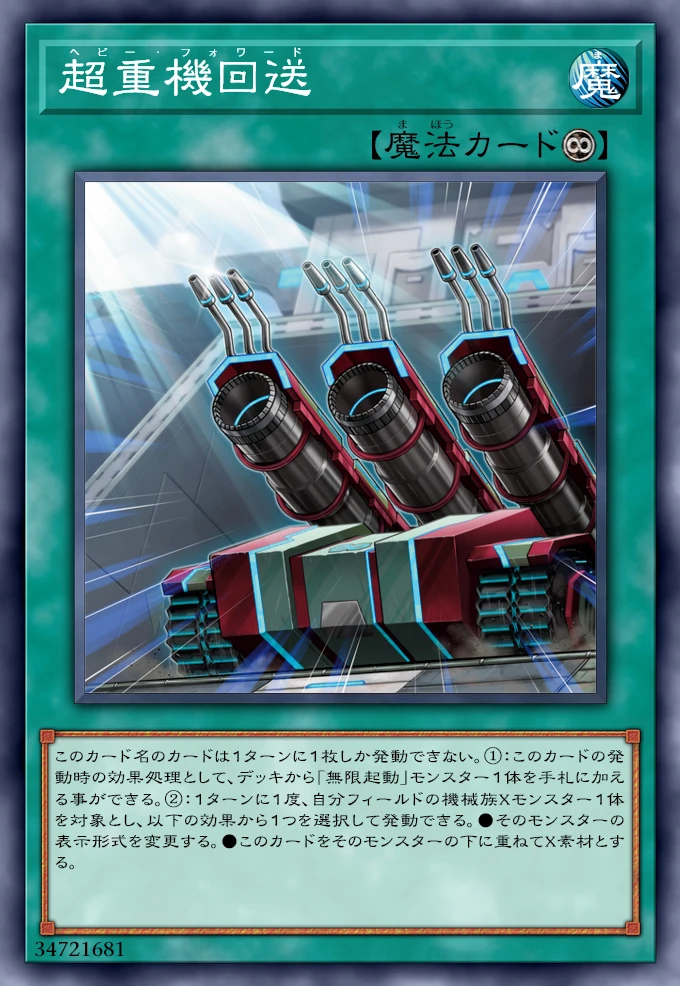 ヘビー・フォワード
超重機回送
ま
魔
ま ほう
【魔法カード】
このカード名のカードは1ターンに1枚しか発動できない。①：このカードの発
動時の効果処理として、デッキから「無限起動」モンスター1体を手札に加え
る事ができる。②：1ターンに1度、自分フィールドの機械族Xモンスター1体
を対象とし、以下の効果から1つを選択して発動できる。●そのモンスターの
表示形式を変更する。●このカードをそのモンスターの下に重ねてX素材とす
る。
34721681